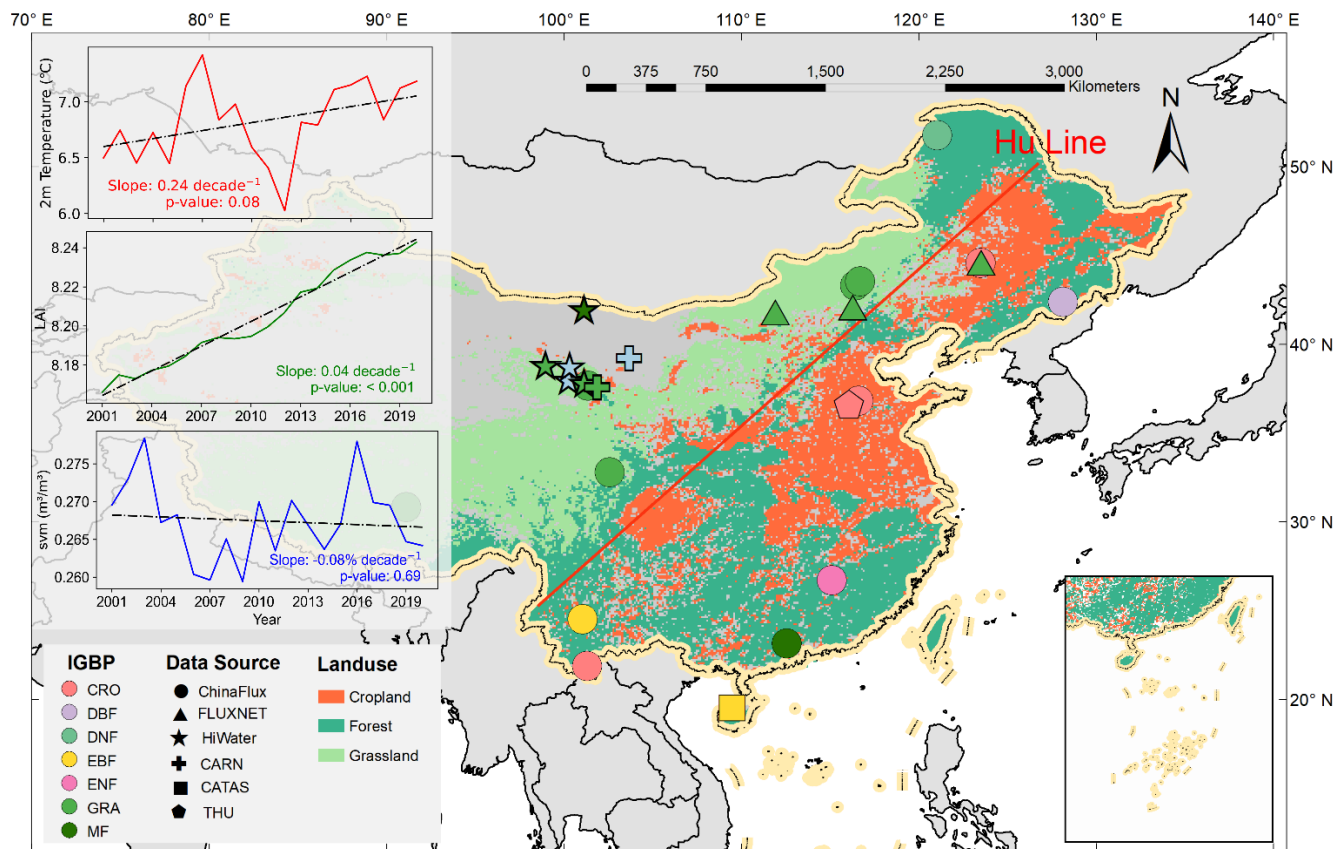 70° E 80° E 90° E 100° E 110° E 120° E 130° E 140° E
0 375 750 1,500 2,250 3,000
Kilometers
N
Hu Line
50° N
40° N
30° N
20° N
2m Temperature (°C)
7.0
6.5
6.0
Slope: 0.24 decade⁻¹
p-value: 0.08
LAI
8.24
8.22
8.20
8.18
Slope: 0.04 decade⁻¹
p-value: < 0.001
2001 2004 2007 2010 2013 2016 2019
svm (m³/m³)
0.275
0.270
0.265
0.260
Slope: -0.08% decade⁻¹
p-value: 0.69
2001 2004 2007 2010 2013 2016 2019
Year
IGBP
CRO
DBF
DNF
EBF
ENF
GRA
MF
Data Source
ChinaFlux
FLUXNET
HiWater
CARN
CATAS
THU
Landuse
Cropland
Forest
Grassland